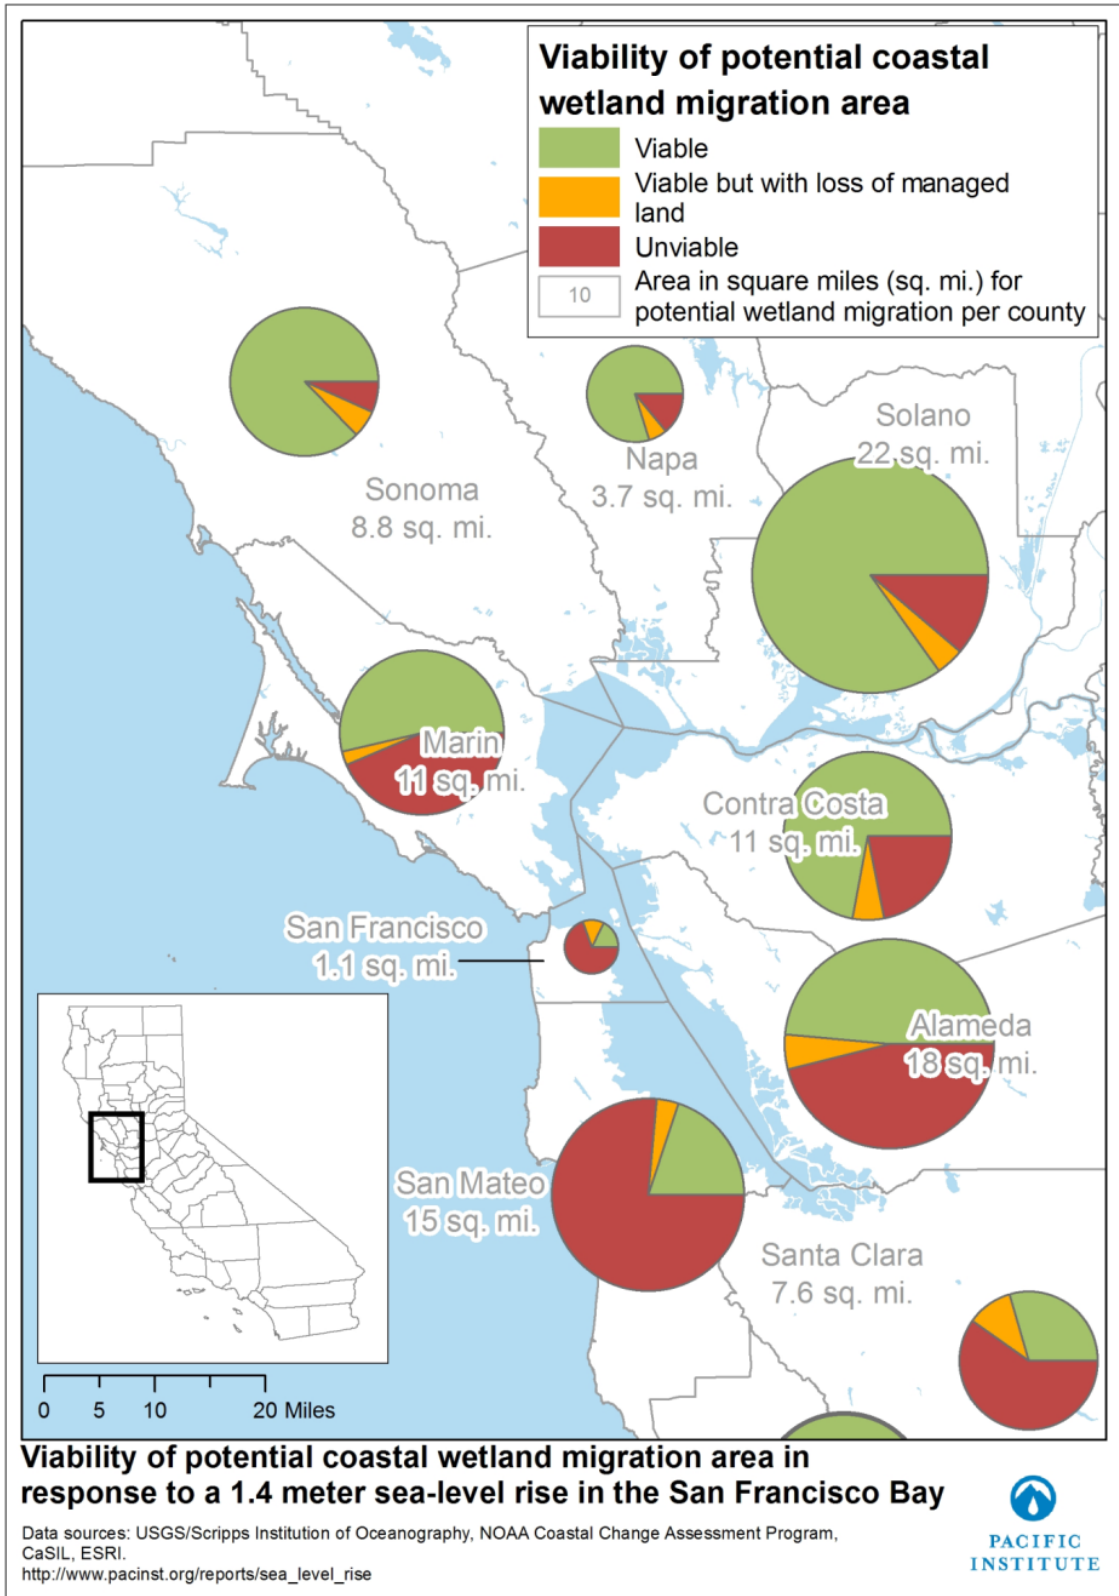 Viability of potential coastal
wetland migration area
Viable
Viable but with loss of managed
land
Unviable
10
Area in square miles (sq. mi.) for
potential wetland migration per county
Solano
22 sq. mi.
Napa
3.7 sq. mi.
Sonoma
8.8 sq. mi.
Marin
11 sq. mi.
Contra Costa
11 sq. mi.
San Francisco
1.1 sq. mi.
Alameda
18 sq. mi.
San Mateo
15 sq. mi.
Santa Clara
7.6 sq. mi.
0 5 10 20 Miles
Viability of potential coastal wetland migration area in
response to a 1.4 meter sea-level rise in the San Francisco Bay
Data sources: USGS/Scripps Institution of Oceanography, NOAA Coastal Change Assessment Program,
CaSIL, ESRI.
http://www.pacinst.org/reports/sea_level_rise
PACIFIC
INSTITUTE